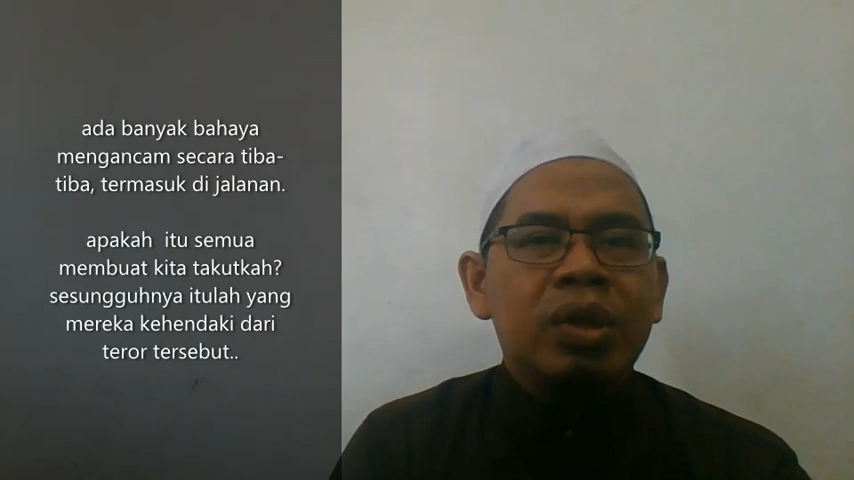 ada banyak bahaya
mengancam secara tiba-
tiba, termasuk di jalanan.
apakah  itu semua
membuat kita takutkah?
sesungguhnya itulah yang
mereka kehendaki dari
teror tersebut..